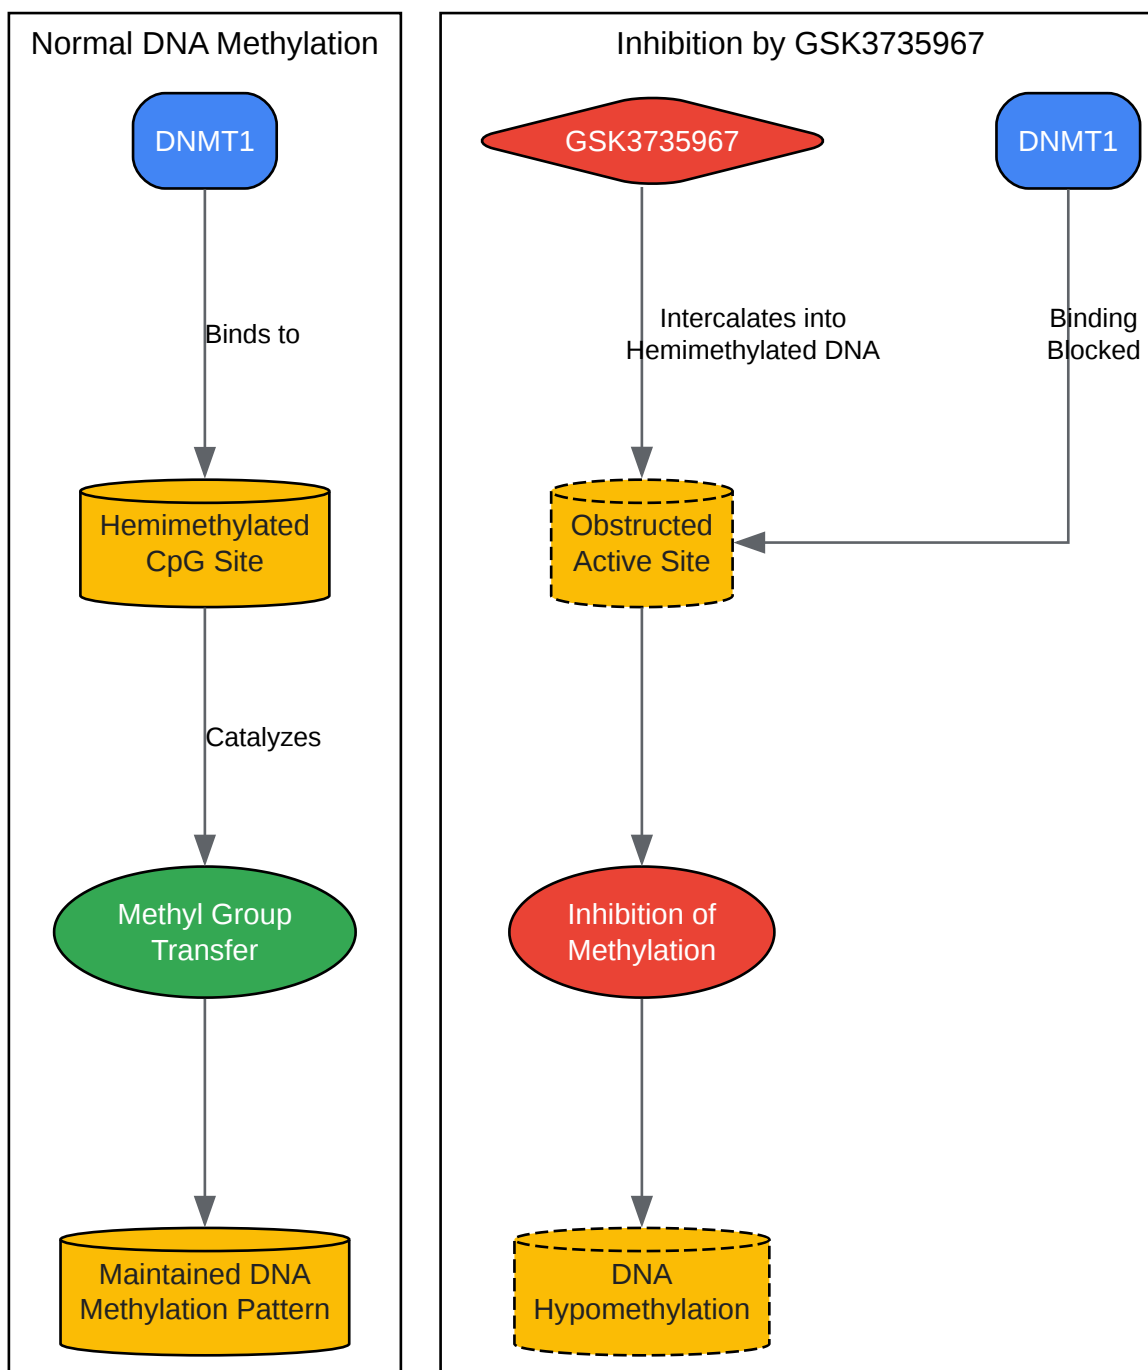 Normal DNA Methylation
DNMT1
Binds to
Hemimethylated
CpG Site
Catalyzes
Methyl Group
Transfer
Maintained DNA
Methylation Pattern
Inhibition by GSK3735967
GSK3735967
DNMT1
Intercalates into
Hemimethylated DNA
Binding
Blocked
Obstructed
Active Site
Inhibition of
Methylation
DNA
Hypomethylation